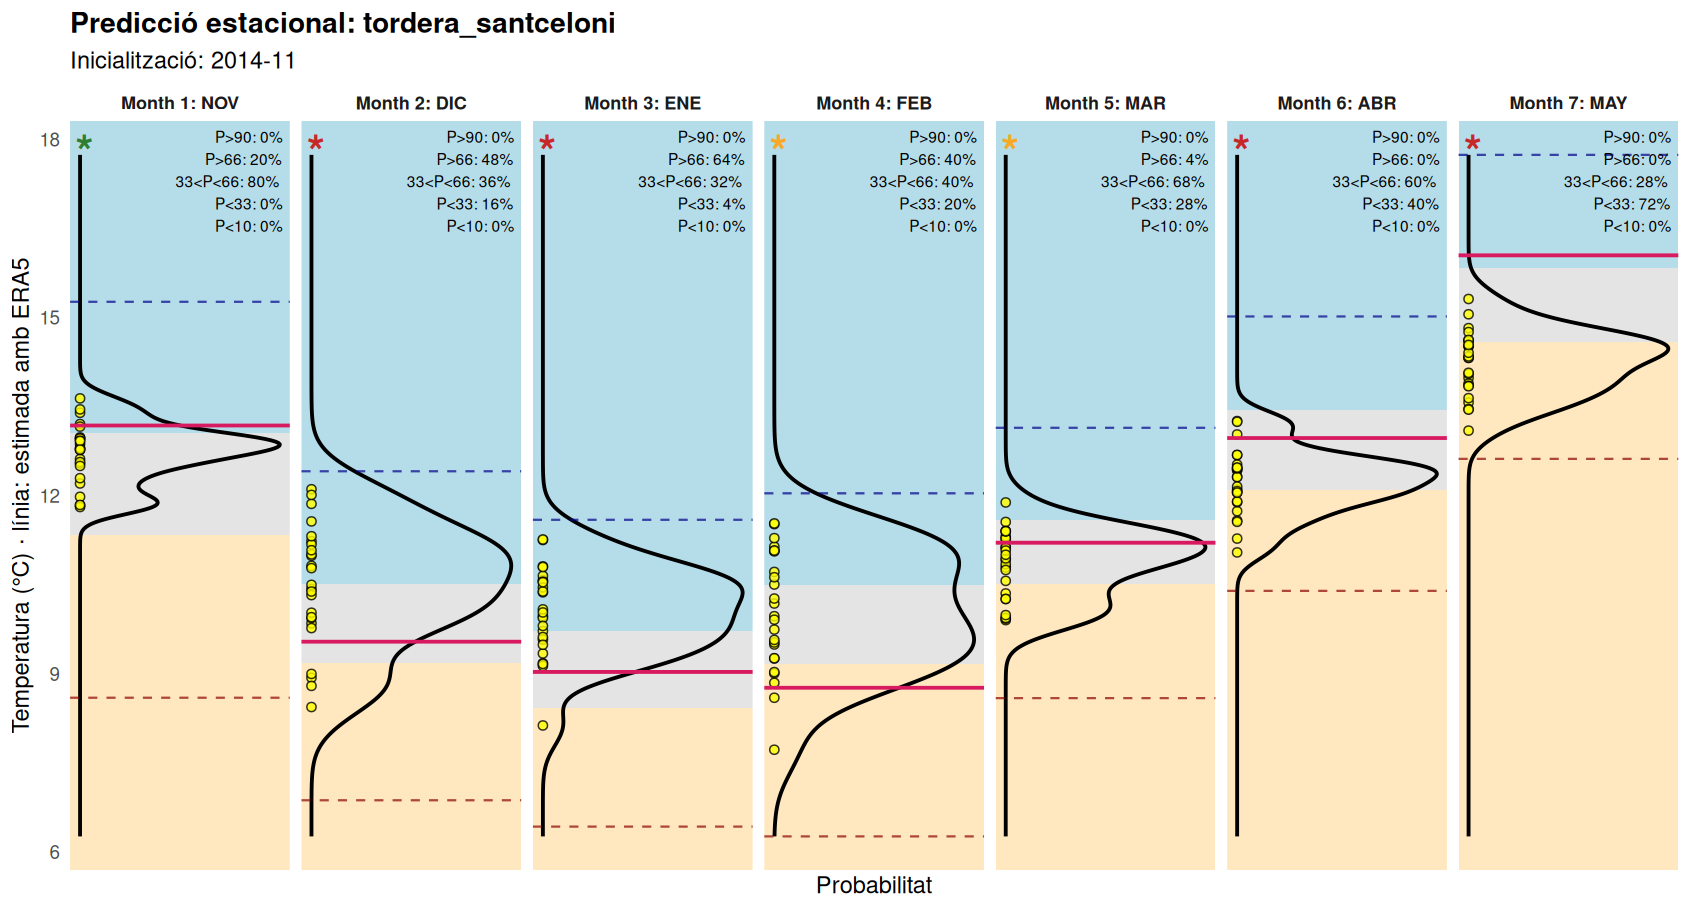 Predicció estacional: tordera_santceloni
Inicialització: 2014-11
Month 1: NOV
Month 2: DIC
Month 3: ENE
Month 4: FEB
Month 5: MAR
Month 6: ABR
Month 7: MAY
*
P>90: 0%
P>66: 20%
33<P<66: 80%
P<33: 0%
P<10: 0%
*
P>90: 0%
P>66: 48%
33<P<66: 36%
P<33: 16%
P<10: 0%
*
P>90: 0%
P>66: 64%
33<P<66: 32%
P<33: 4%
P<10: 0%
*
P>90: 0%
P>66: 40%
33<P<66: 40%
P<33: 20%
P<10: 0%
*
P>90: 0%
P>66: 4%
33<P<66: 68%
P<33: 28%
P<10: 0%
*
P>90: 0%
P>66: 0%
33<P<66: 60%
P<33: 40%
P<10: 0%
*
P>90: 0%
P>66: 0%
33<P<66: 28%
P<33: 72%
P<10: 0%
18
15
12
9
6
Temperatura (°C) · línia: estimada amb ERA5
Probabilitat